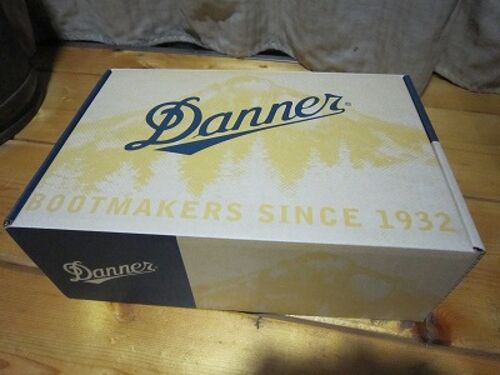 Danner®
BOOTMAKERS SINCE 1932
Danner